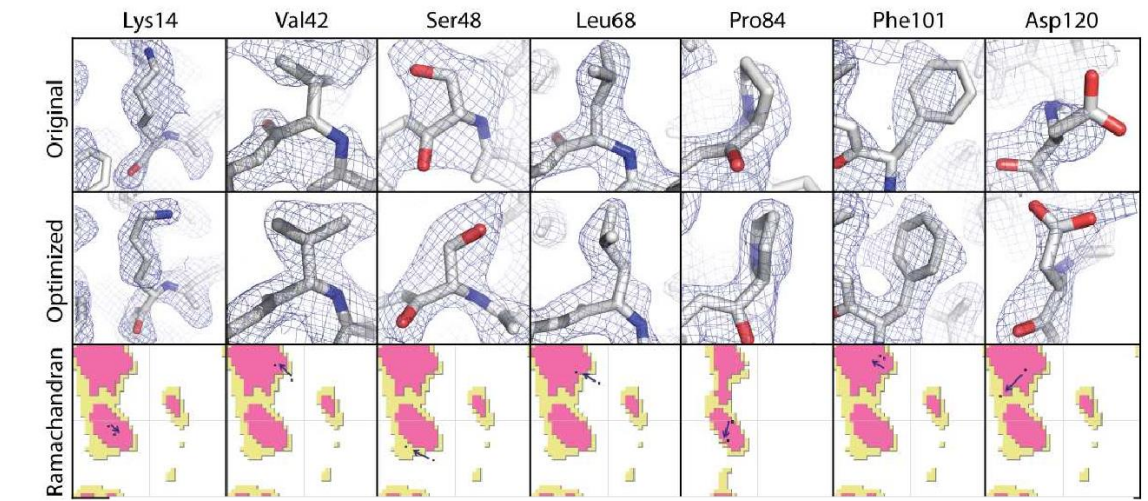 Lys14 Val42 Ser48 Leu68 Pro84 Phe101 Asp120
Original
Optimized
Ramachandran